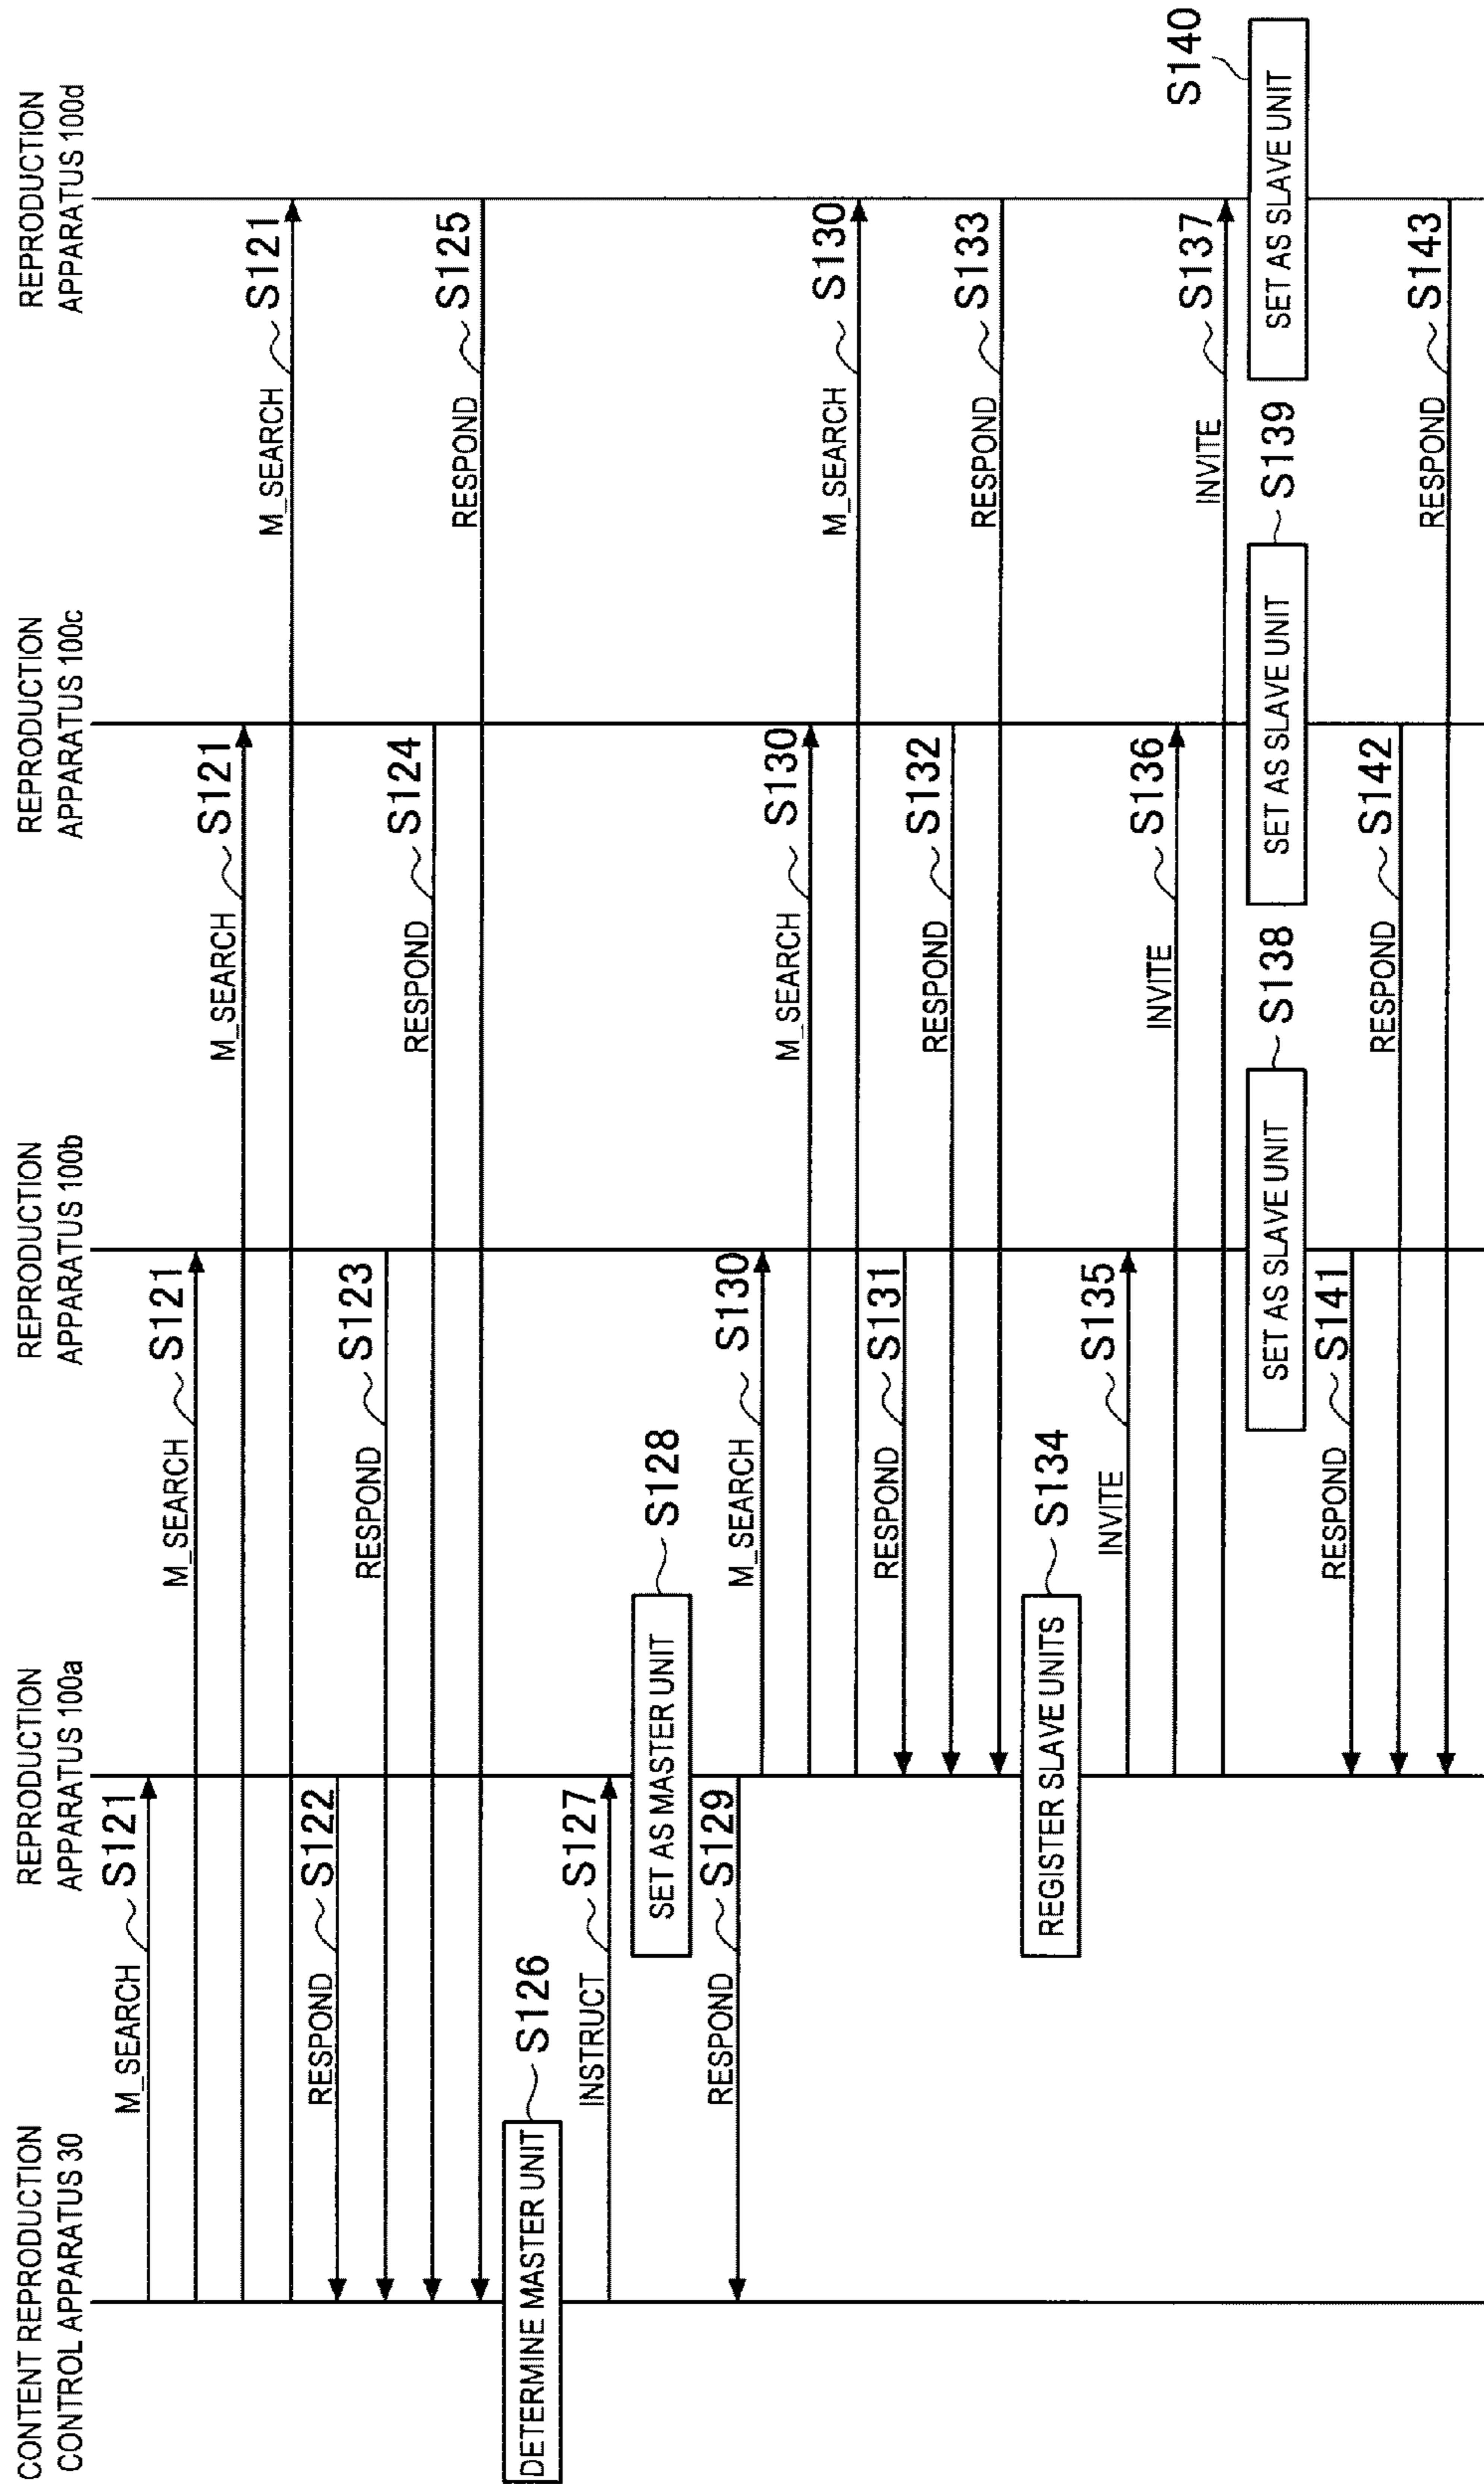 CONTENT REPRODUCTION
CONTROL APPARATUS 30
REPRODUCTION
APPARATUS 100a
REPRODUCTION
APPARATUS 100b
REPRODUCTION
APPARATUS 100c
REPRODUCTION
APPARATUS 100d
M_SEARCH S121
M_SEARCH S121
M_SEARCH S121
M_SEARCH S121
RESPOND S122
RESPOND S123
RESPOND S124
RESPOND S125
DETERMINE MASTER UNIT S126
INSTRUCT S127
SET AS MASTER UNIT S128
RESPOND S129
M_SEARCH S130
M_SEARCH S130
M_SEARCH S130
RESPOND S131
RESPOND S132
RESPOND S133
REGISTER SLAVE UNITS S134
INVITE S135
INVITE S136
INVITE S137
SET AS SLAVE UNIT S138
SET AS SLAVE UNIT S139
SET AS SLAVE UNIT S140
RESPOND S141
RESPOND S142
RESPOND S143